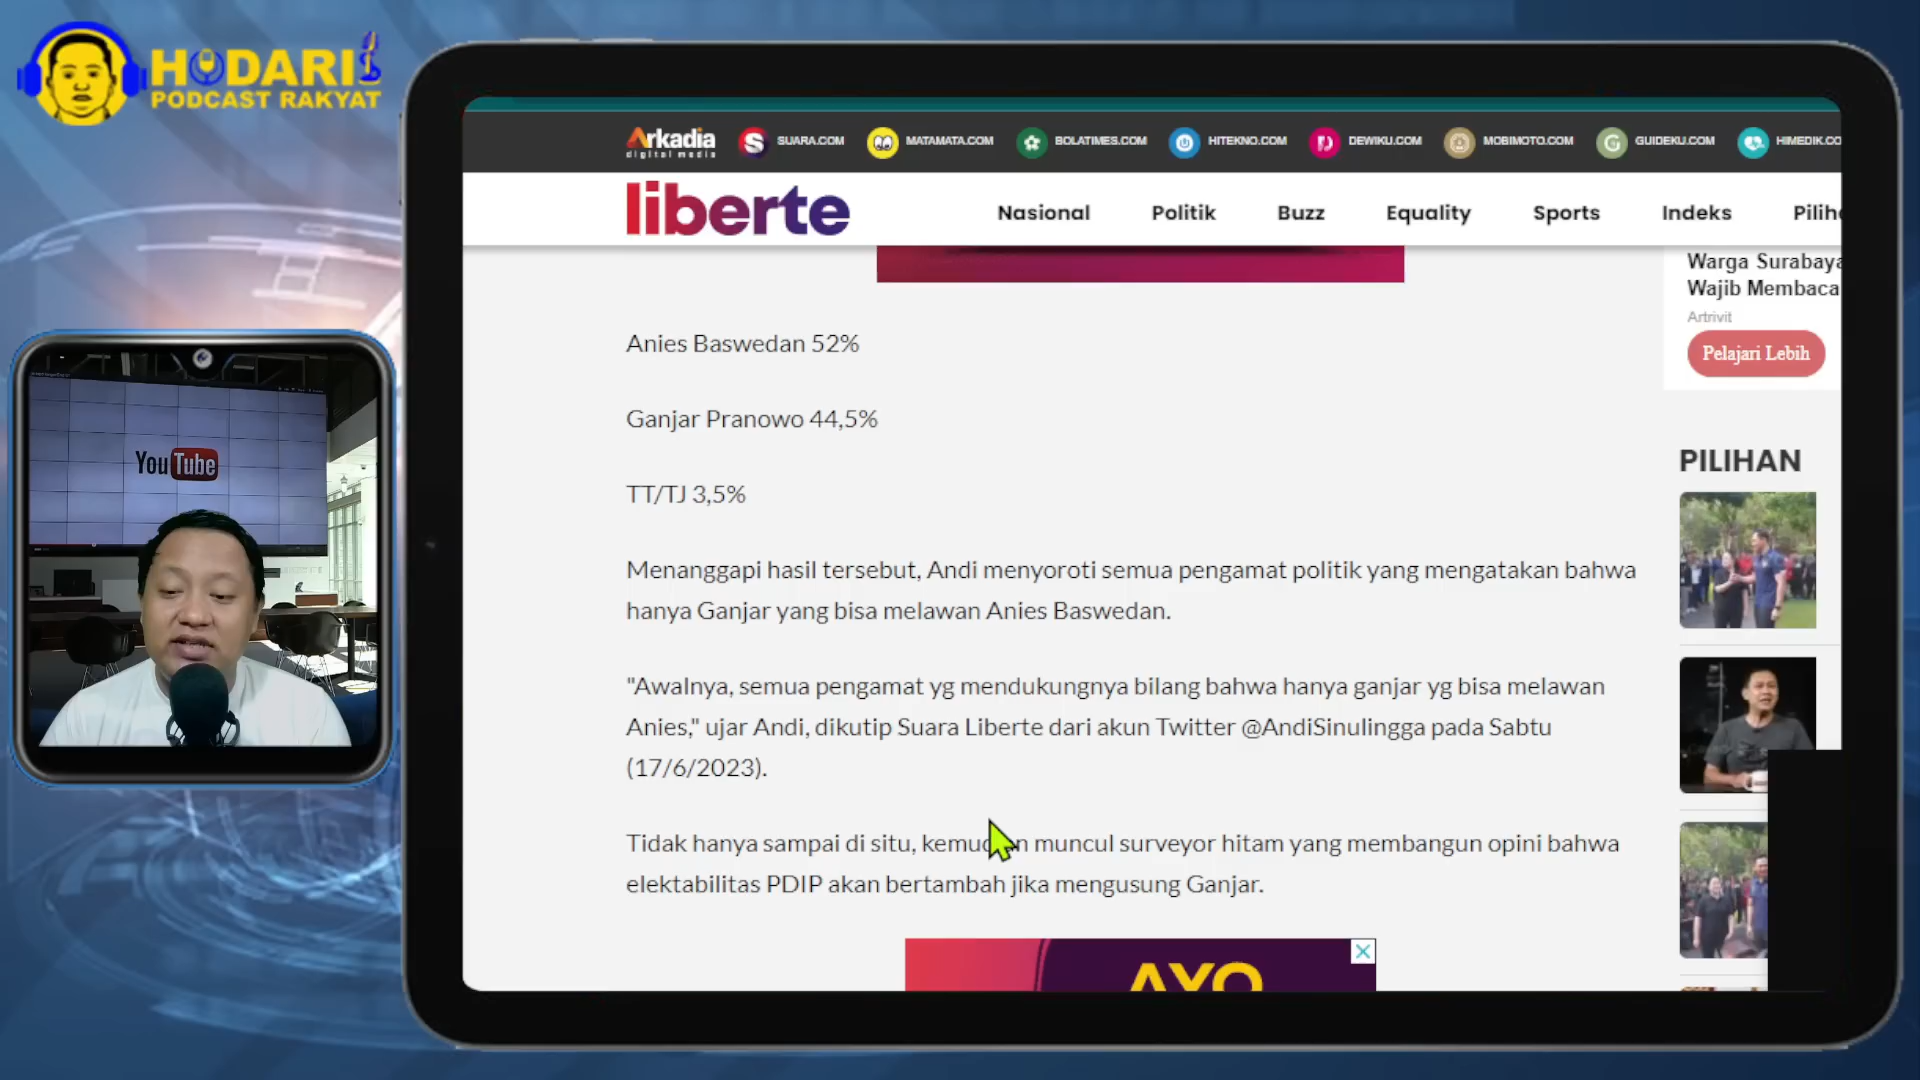 HODARI
PODCAST RAKYAT
YouTube
Arkadia
digital media
SUARA.COM
MATAMATA.COM
BOLATIMES.COM
HITEKNO.COM
DEWIKU.COM
MOBIMOTO.COM
GUIDEKU.COM
HIMEDIK.CO
liberte
Nasional
Politik
Buzz
Equality
Sports
Indeks
Pilih
Anies Baswedan 52%
Ganjar Pranowo 44,5%
TT/TJ 3,5%
Menanggapi hasil tersebut, Andi menyoroti semua pengamat politik yang mengatakan bahwa
hanya Ganjar yang bisa melawan Anies Baswedan.
"Awalnya, semua pengamat yg mendukungnya bilang bahwa hanya ganjar yg bisa melawan
Anies," ujar Andi, dikutip Suara Liberte dari akun Twitter @AndiSinulingga pada Sabtu
(17/6/2023).
Tidak hanya sampai di situ, kemudian muncul surveyor hitam yang membangun opini bahwa
elektabilitas PDIP akan bertambah jika mengusung Ganjar.
AYO
Warga Surabaya
Wajib Membaca
Artrivit
Pelajari Lebih
PILIHAN